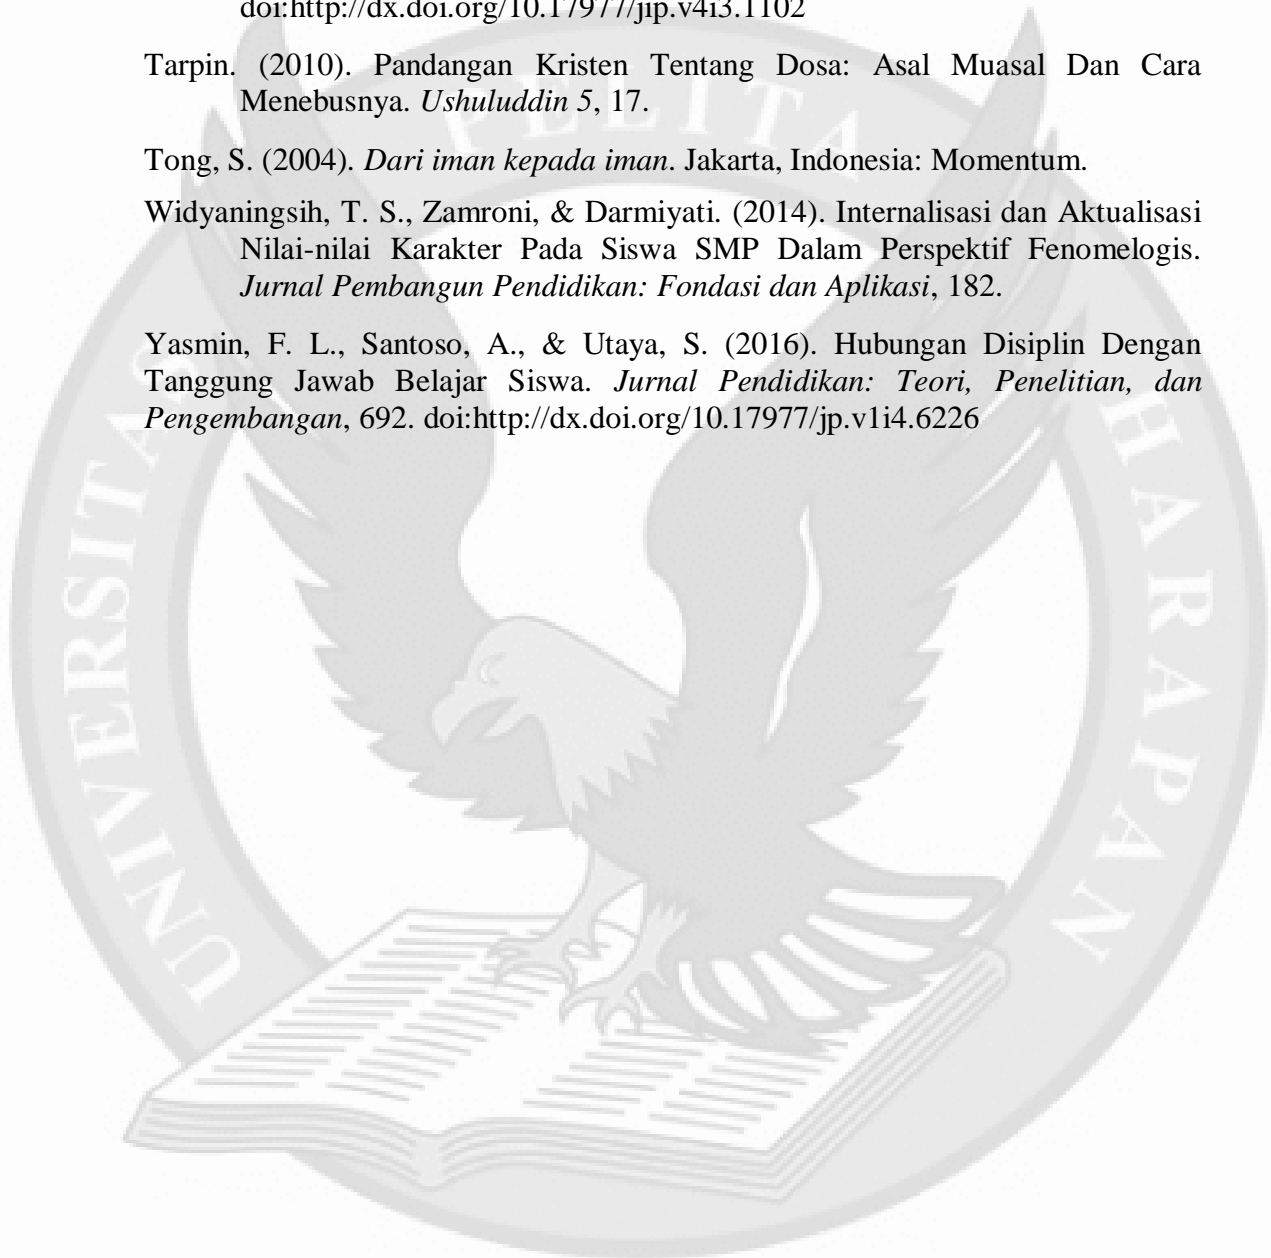 doi:http://dx.doi.org/10.17977/jip.v4i3.1102
Tarpin. (2010). Pandangan Kristen Tentang Dosa: Asal Muasal Dan Cara
Menebusnya. Ushuluddin 5, 17.
Tong, S. (2004). Dari iman kepada iman. Jakarta, Indonesia: Momentum.
Widyaningsih, T. S., Zamroni, & Darmiyati. (2014). Internalisasi dan Aktualisasi
Nilai-nilai Karakter Pada Siswa SMP Dalam Perspektif Fenomelogis.
Jurnal Pembangun Pendidikan: Fondasi dan Aplikasi, 182.
Yasmin, F. L., Santoso, A., & Utaya, S. (2016). Hubungan Disiplin Dengan
Tanggung Jawab Belajar Siswa. Jurnal Pendidikan: Teori, Penelitian, dan
Pengembangan, 692. doi:http://dx.doi.org/10.17977/jp.v1i4.6226
UNIVERSITAS PELITA HARAPAN